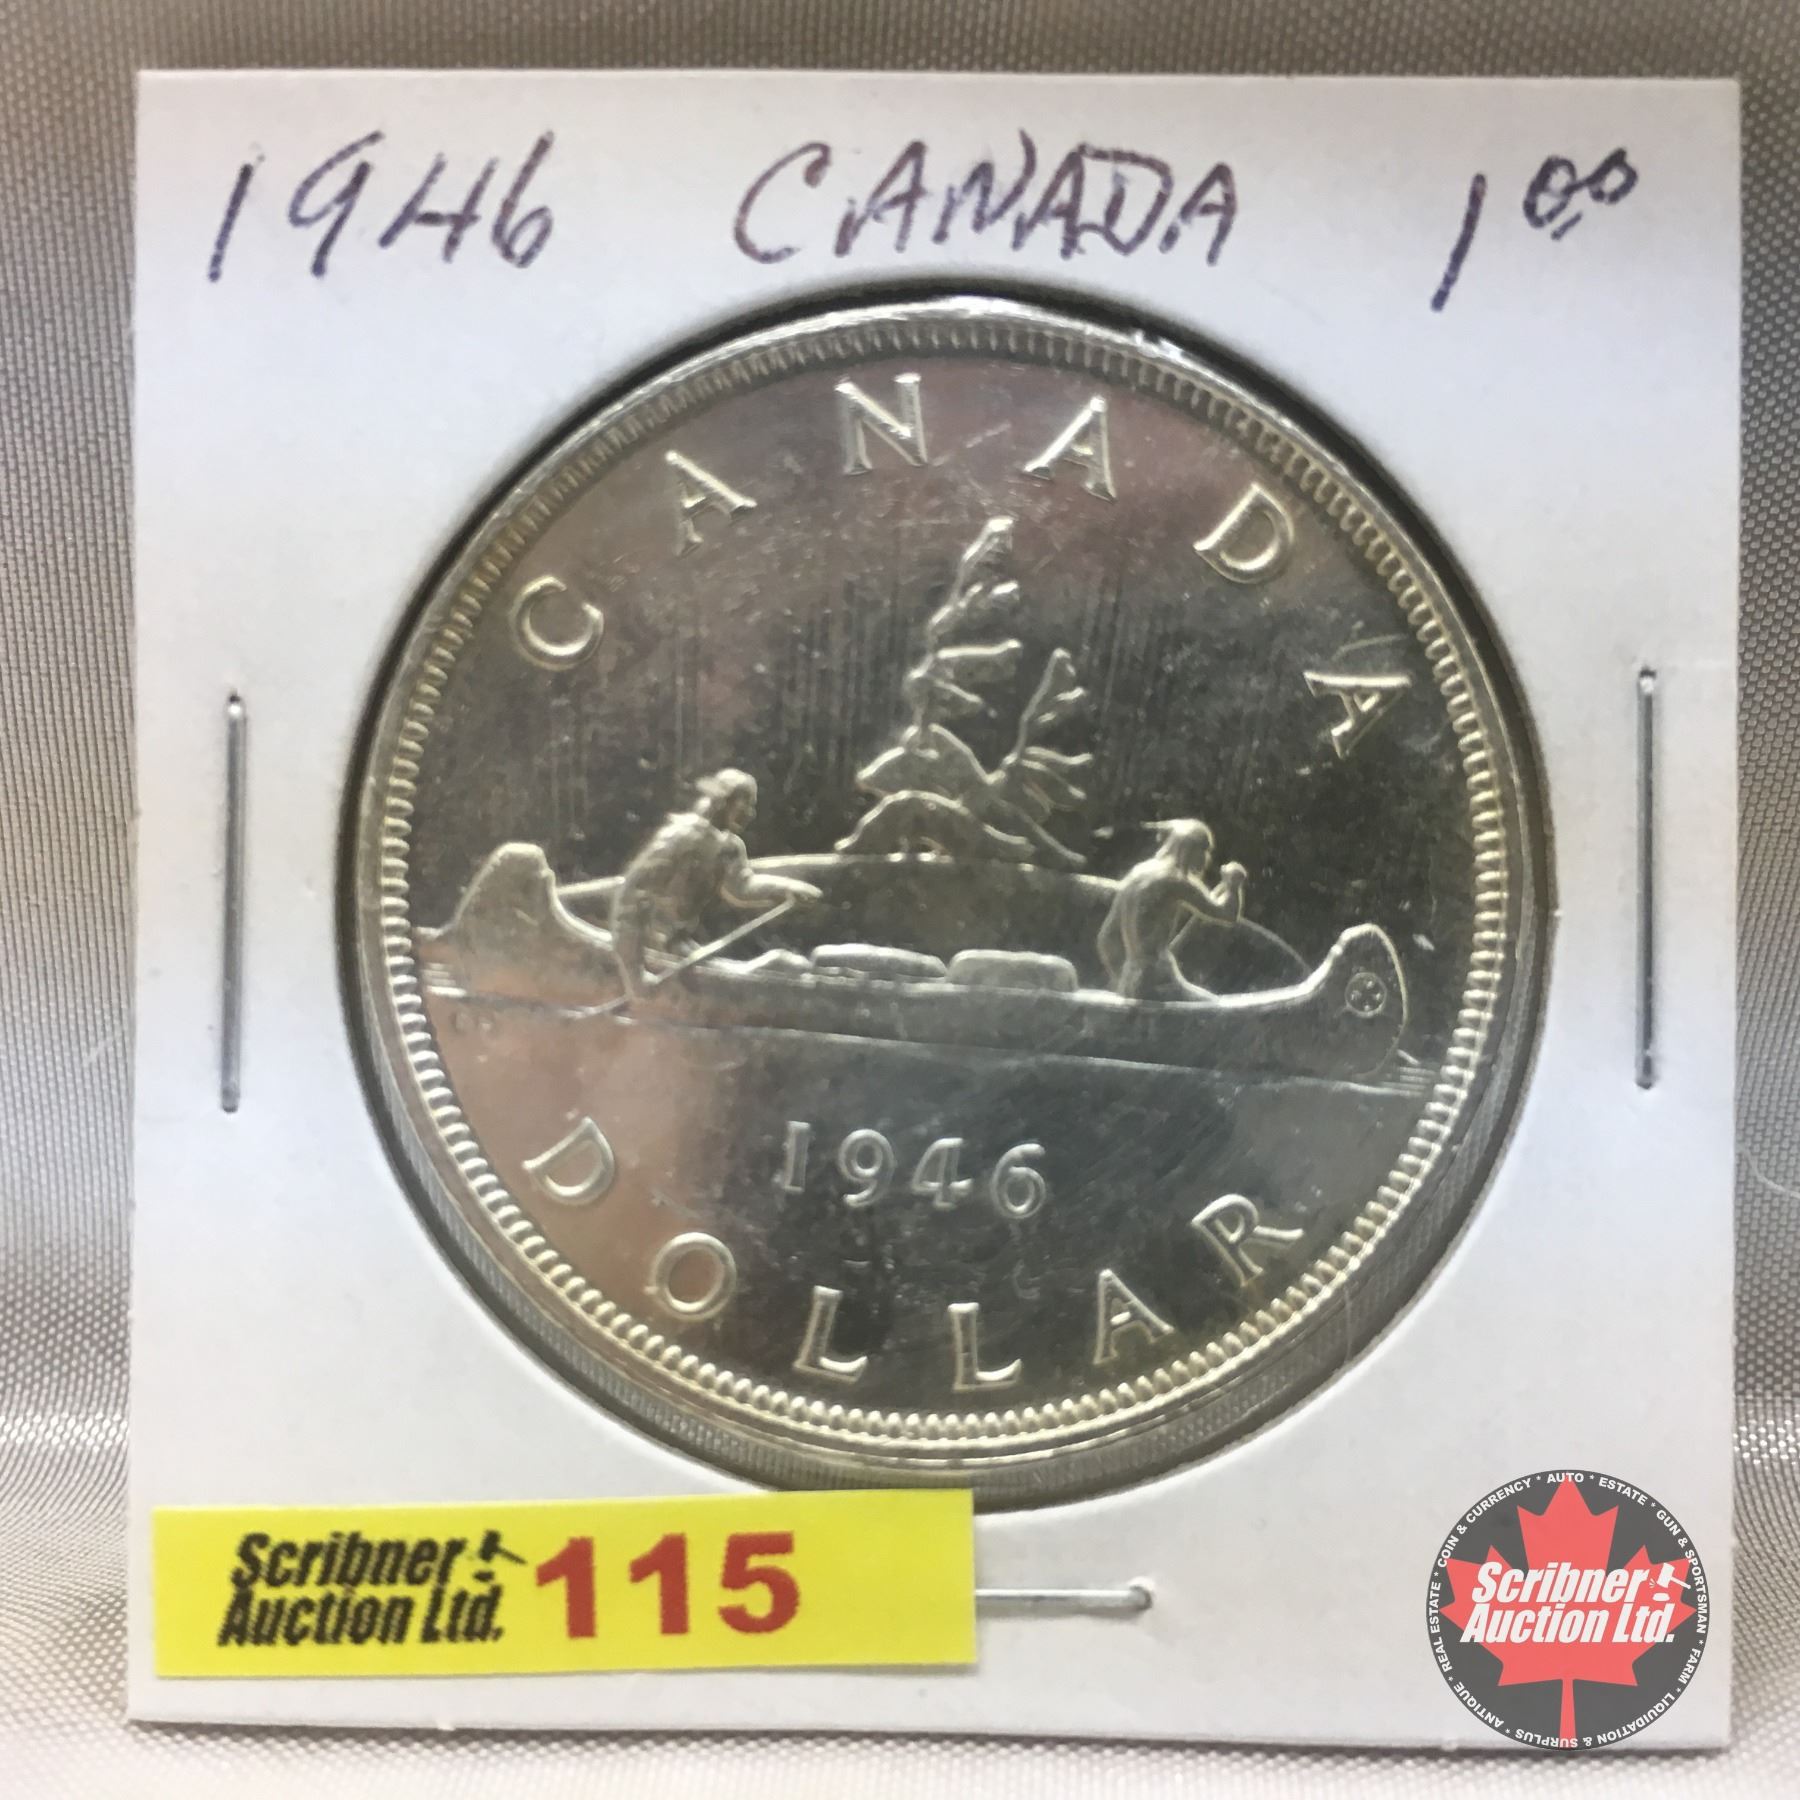 1946 CANADA 1.00
CANADA
1946
DOLLAR
Scribner
Auction Ltd. 115
* AUTO * ESTATE * GUN & SPORTSMAN * FARM * LIQUIDATION & SURPLUS * ANTIQUE * REAL ESTATE * COIN & CURRENCY
Scribner
Auction Ltd.